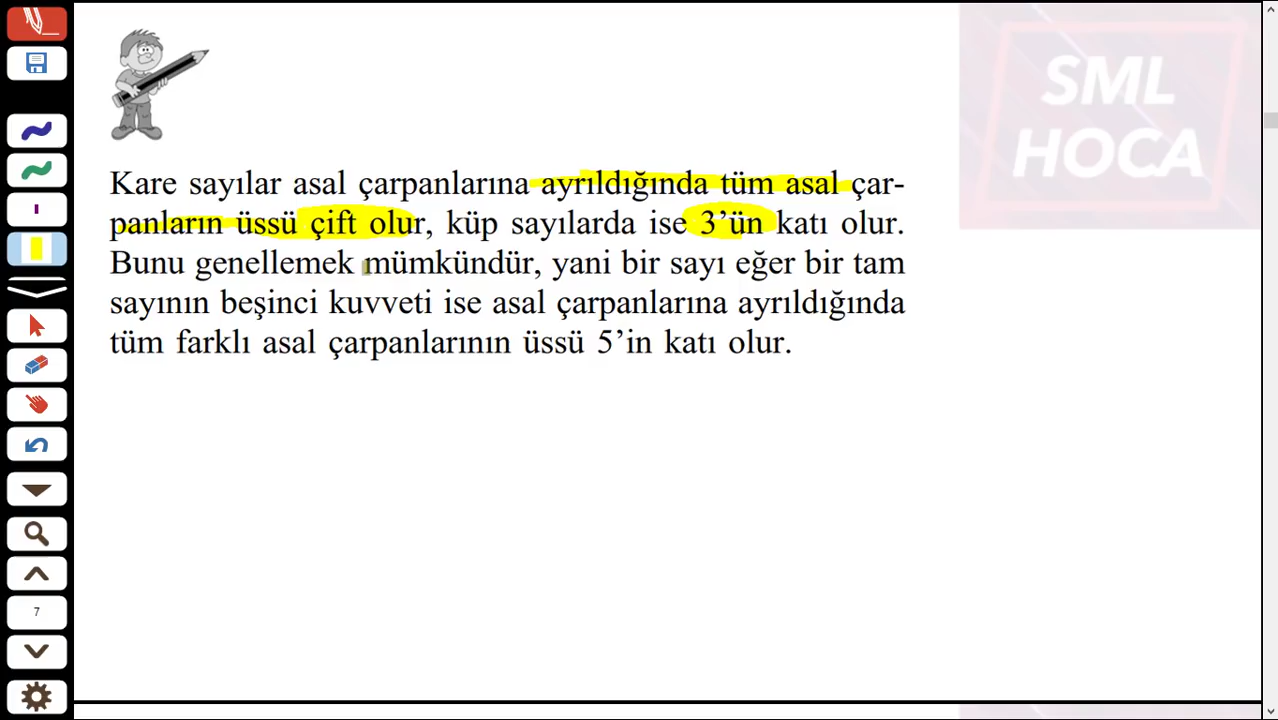 SML
HOCA
Kare sayılar asal çarpanlarına ayrıldığında tüm asal çar-
panların üssü çift olur, küp sayılarda ise 3’ün katı olur.
Bunu genellemek mümkündür, yani bir sayı eğer bir tam
sayının beşinci kuvveti ise asal çarpanlarına ayrıldığında
tüm farklı asal çarpanlarının üssü 5’in katı olur.
7